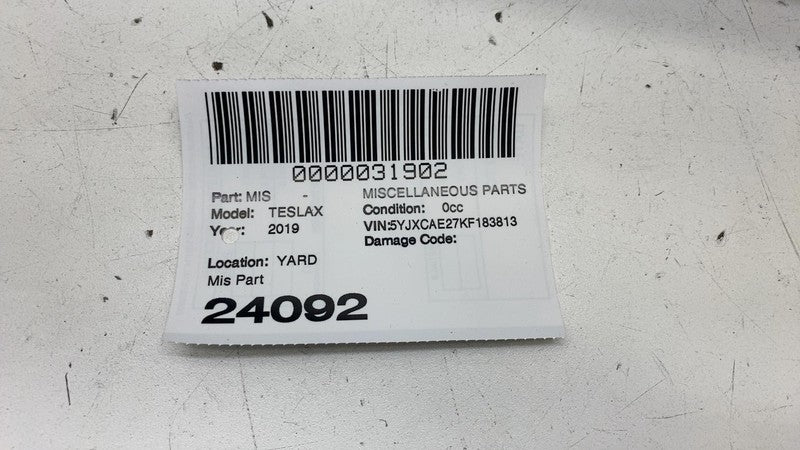 0000031902
Part: MIS - MISCELLANEOUS PARTS
Model: TESLAX Condition: 0cc
Year: 2019 VIN:5YJXCAE27KF183813
Damage Code:
Location: YARD
Mis Part
24092